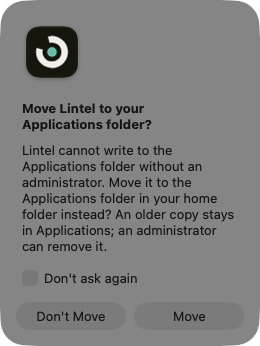 Move Lintel to your
Applications folder?
Lintel cannot write to the
Applications folder without an
administrator. Move it to the
Applications folder in your home
folder instead? An older copy stays
in Applications; an administrator
can remove it.
Don't ask again
Don't Move
Move